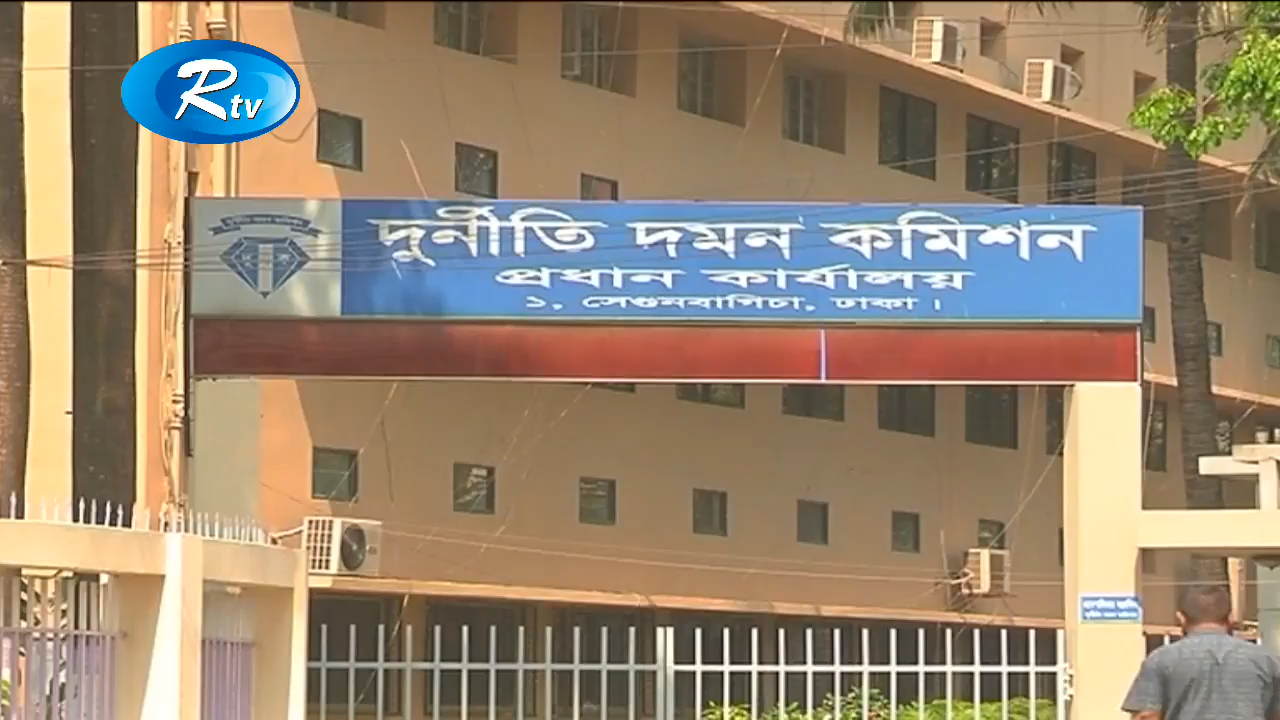 Rtv
দুর্নীতি দমন কমিশন
প্রধান কার্যালয়
১, সেগুনবাগিচা, ঢাকা।